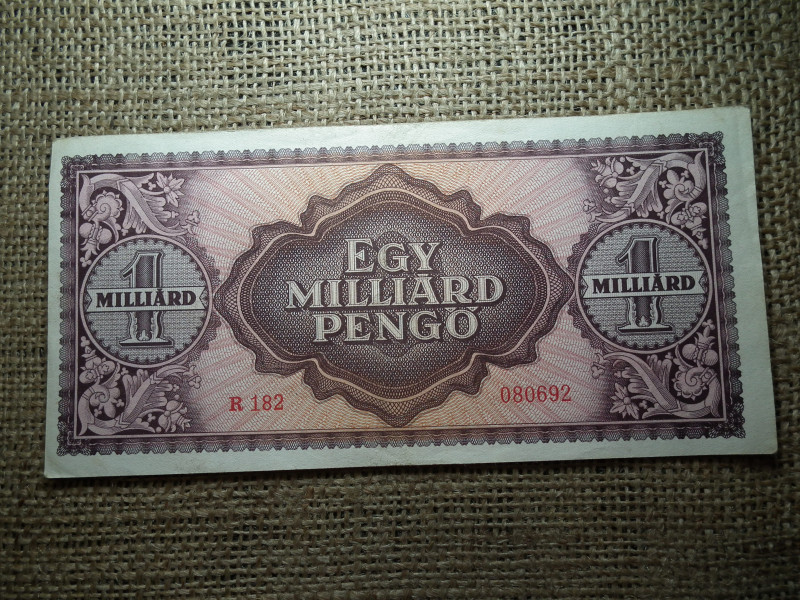 EGY
MILLIÁRD
PENGŐ
1
MILLIÁRD
1
MILLIÁRD
R 182
080692